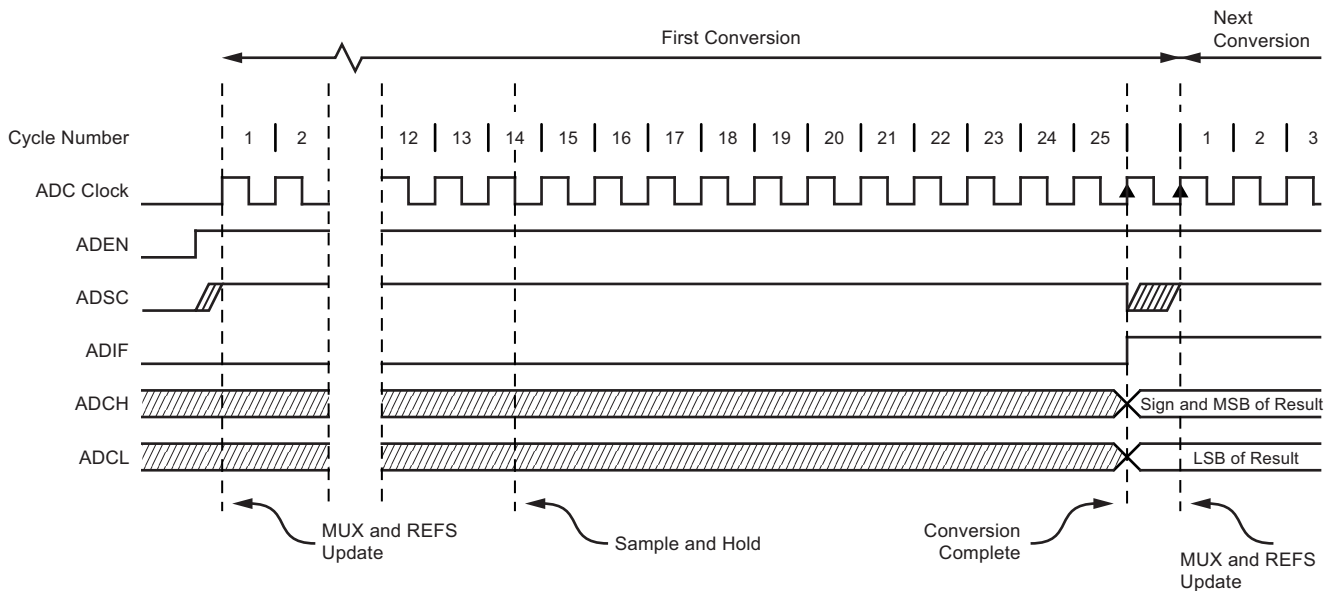 First Conversion
Next
Conversion
Cycle Number 1 2 12 13 14 15 16 17 18 19 20 21 22 23 24 25 1 2 3
ADC Clock
ADEN
ADSC
ADIF
ADCH Sign and MSB of Result
ADCL LSB of Result
MUX and REFS
Update
Sample and Hold
Conversion
Complete
MUX and REFS
Update